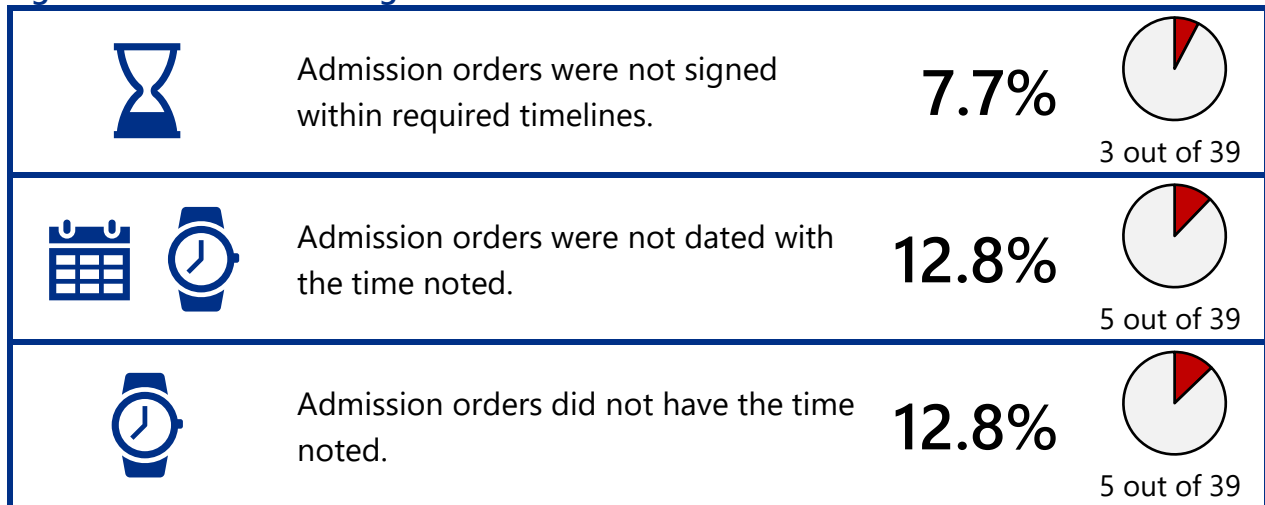 Admission orders were not signed
within required timelines.
7.7%
3 out of 39
Admission orders were not dated with
the time noted.
12.8%
5 out of 39
Admission orders did not have the time
noted.
12.8%
5 out of 39